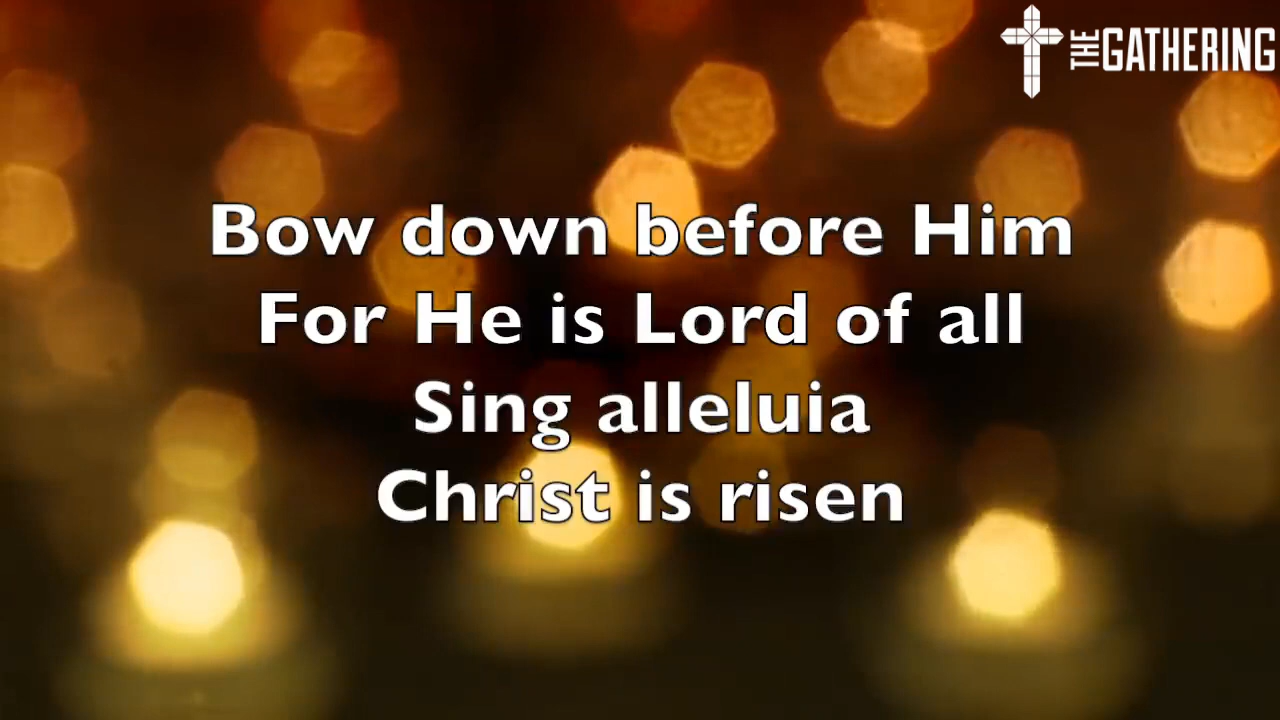 THE GATHERING
Bow down before Him
For He is Lord of all
Sing alleluia
Christ is risen